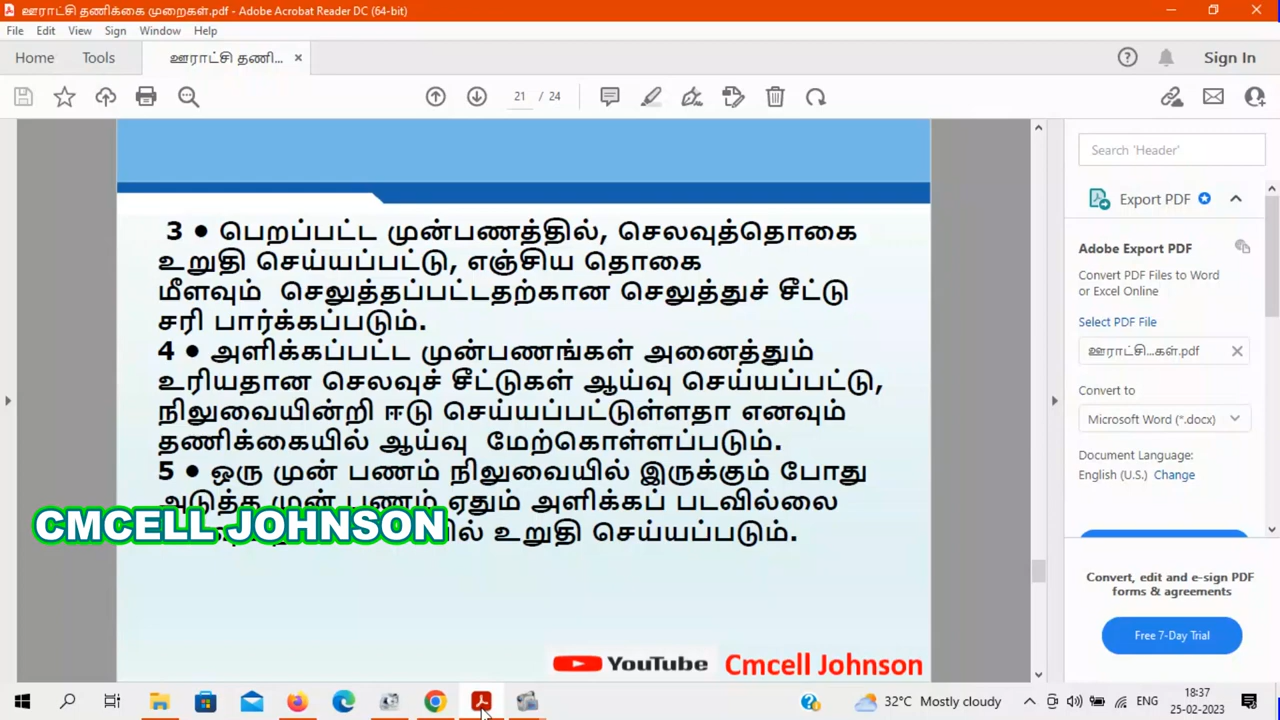 ஊராட்சி தணிக்கை முறைகள்.pdf - Adobe Acrobat Reader DC (64-bit)
File Edit View Sign Window Help
Home Tools ஊராட்சி தணி... × Sign In
21 / 24
Search 'Header'
Export PDF
Adobe Export PDF
Convert PDF Files to Word
or Excel Online
Select PDF File
ஊராட்சி...கள்.pdf
Convert to
Microsoft Word (*.docx)
Document Language:
English (U.S.) Change
Convert, edit and e-sign PDF
forms & agreements
Free 7-Day Trial
3 • பெறப்பட்ட முன்பணத்தில், செலவுத்தொகை
உறுதி செய்யப்பட்டு, எஞ்சிய தொகை
மீளவும் செலுத்தப்பட்டதற்கான செலுத்துச் சீட்டு
சரி பார்க்கப்படும்.
4 • அளிக்கப்பட்ட முன்பணங்கள் அனைத்தும்
உரியதான செலவுச் சீட்டுகள் ஆய்வு செய்யப்பட்டு,
நிலுவையின்றி ஈடு செய்யப்பட்டுள்ளதா எனவும்
தணிக்கையில் ஆய்வு மேற்கொள்ளப்படும்.
5 • ஒரு முன் பணம் நிலுவையில் இருக்கும் போது
அடுத்த முன் பணம் ஏதும் அளிக்கப் படவில்லை
உறுதி செய்யப்படும்.
CMCELL JOHNSON
YouTube Cmcell Johnson
32°C Mostly cloudy ENG 18:37
25-02-2023